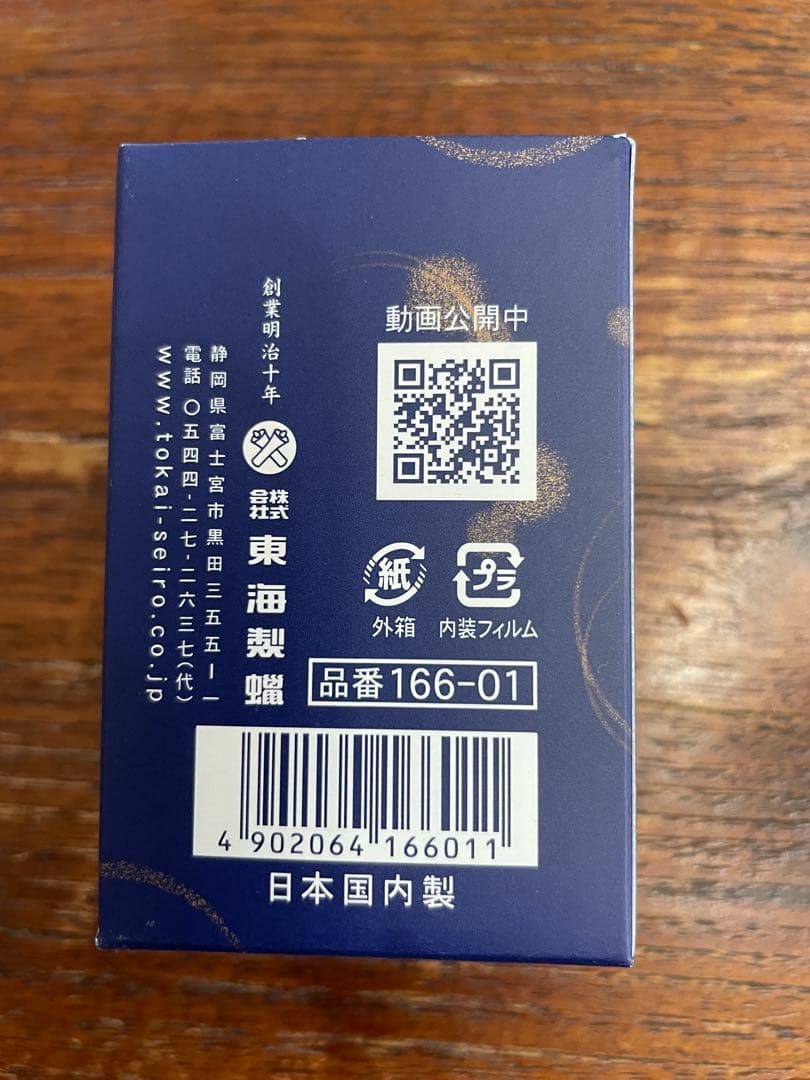 動画公開中
紙
プラ
外箱
内装フィルム
品番166-01
創業明治十年
株式会社 東海製蠟
静岡県富士宮市黒田三五五ー一
電話 〇五四四-二七-二六三七(代)
www.tokai-seiro.co.jp
4 902064 166011
日本国内製